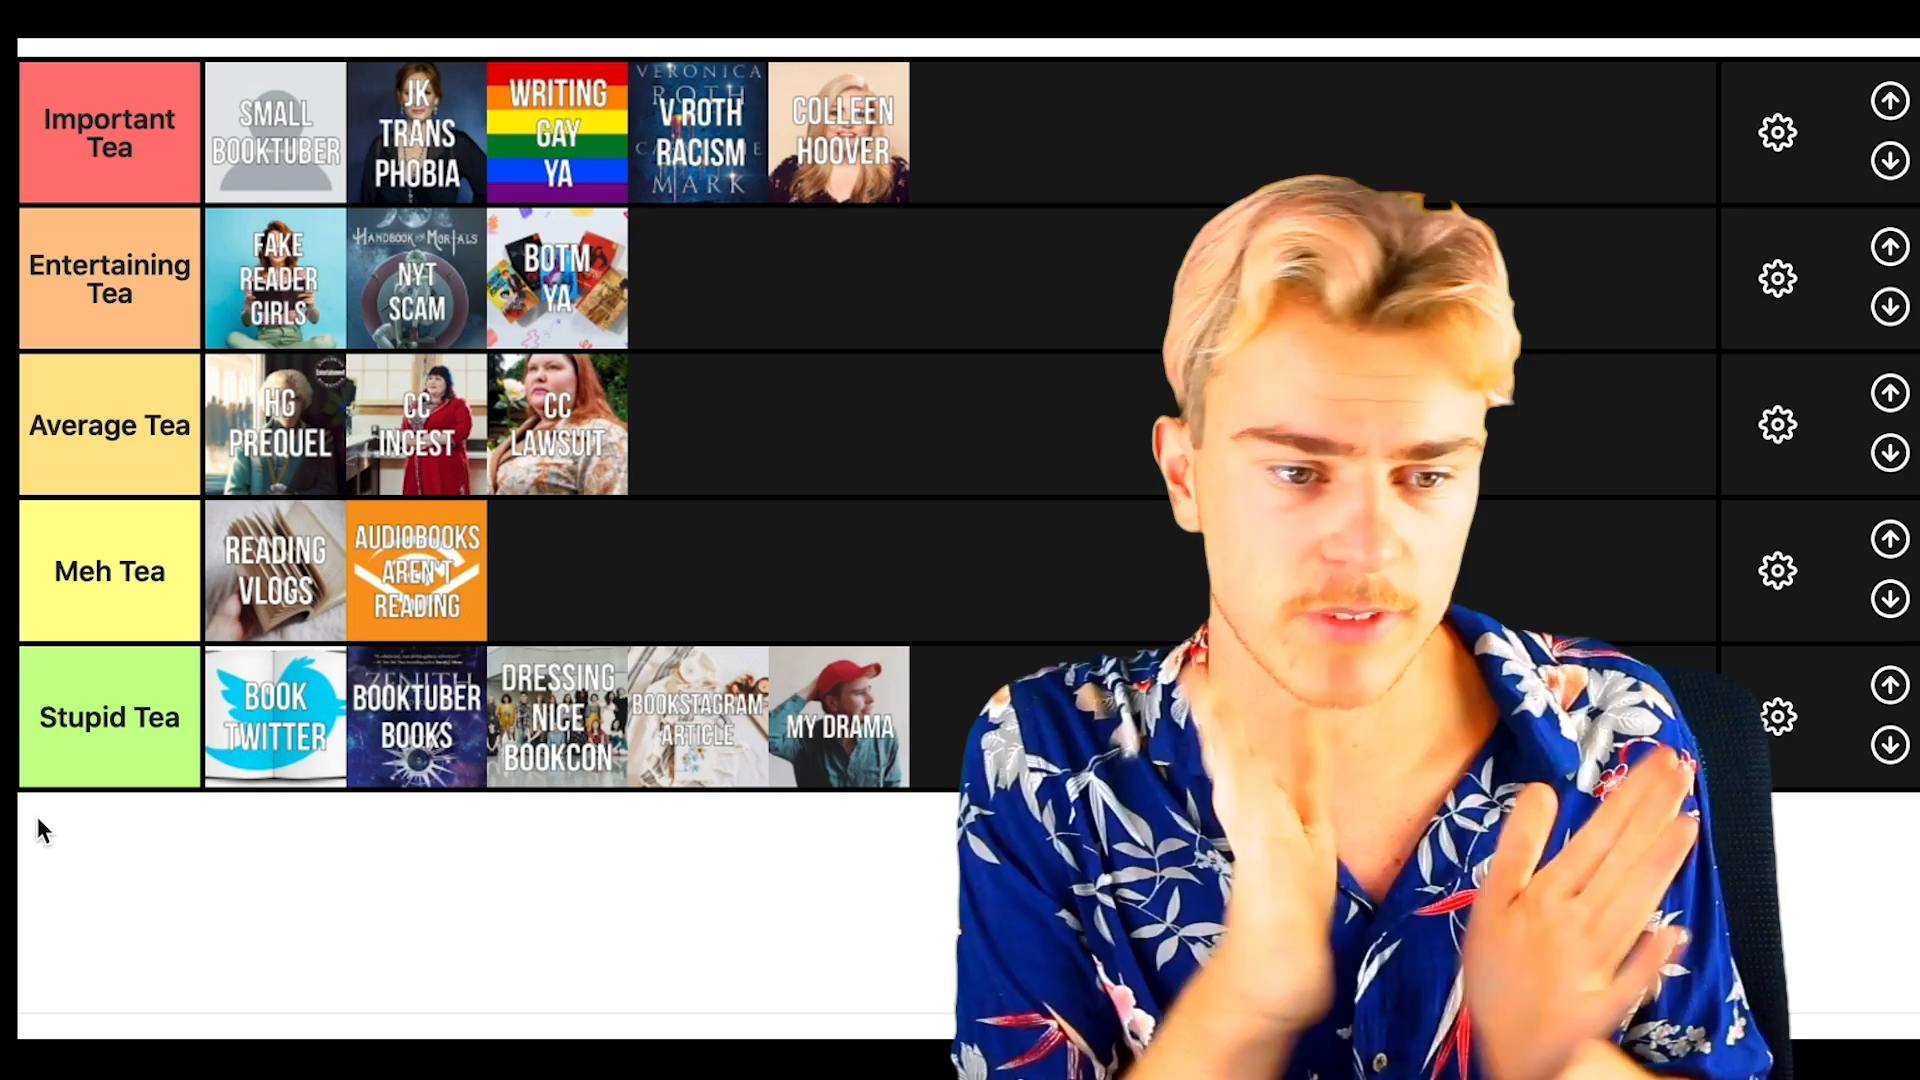 Important
Tea
SMALL
BOOKTUBER
JK
TRANS
PHOBIA
WRITING
GAY
YA
VERONICA
ROTH
V.ROTH
RACISM
MARK
COLLEEN
HOOVER
Entertaining
Tea
FAKE
READER
GIRLS
HANDBOOK FOR MORTALS
NYT
SCAM
BOTM
YA
Average Tea
HG
PREQUEL
Entertainment
CC
INCEST
CC
LAWSUIT
Meh Tea
READING
VLOGS
AUDIOBOOKS
AREN'T
READING
Stupid Tea
BOOK
TWITTER
ZENITH
BOOKTUBER
BOOKS
DRESSING
NICE
BOOKCON
BOOKSTAGRAM
ARTICLE
MY DRAMA